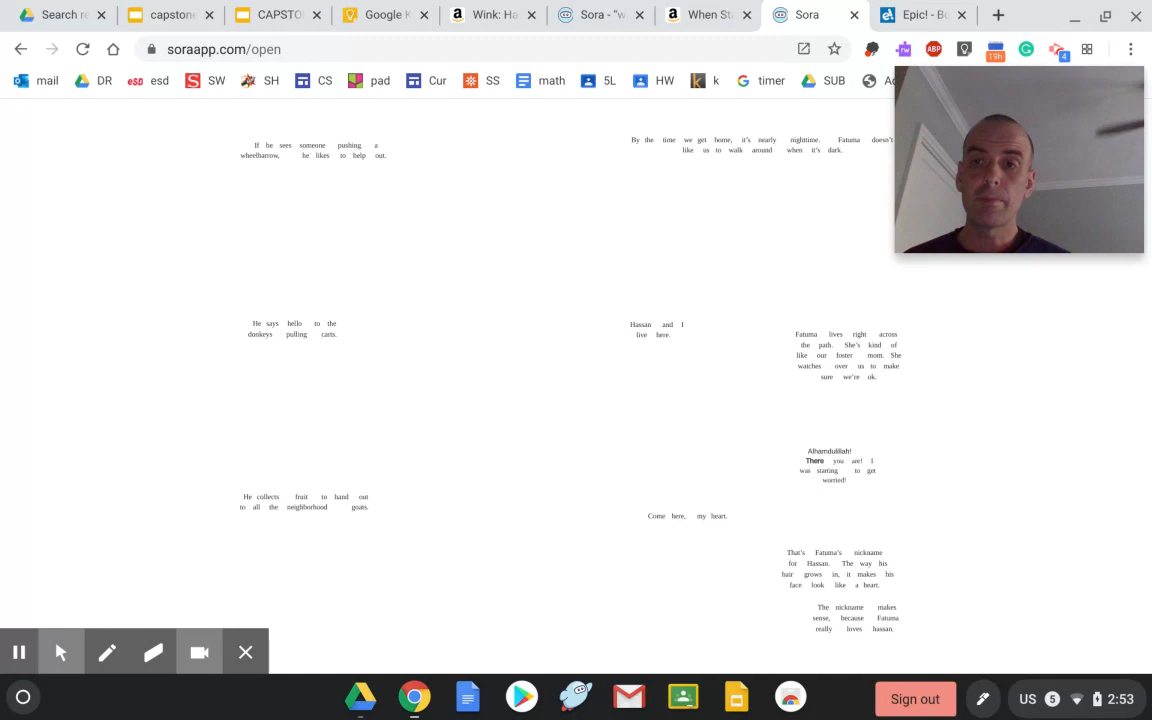 Search re
capstone
CAPSTO
Google K
Wink: Ha
Sora - "w
When St
Sora
Epic! - Bo
soraapp.com/open
rw
ABP
19h
4
mail
DR
esd
esd
S
SW
SH
CS
pad
Cur
SS
math
5L
HW
k
k
timer
SUB
Ac
If he sees someone pushing a
wheelbarrow, he likes to help out.
He says hello to the
donkeys pulling carts.
He collects fruit to hand out
to all the neighborhood goats.
By the time we get home, it's nearly nighttime. Fatuma doesn't
like us to walk around when it's dark.
Hassan and I
live here.
Fatuma lives right across
the path. She's kind of
like our foster mom. She
watches over us to make
sure we're ok.
Alhamdulillah!
There you are! I
was starting to get
worried!
Come here, my heart.
That's Fatuma's nickname
for Hassan. The way his
hair grows in, it makes his
face look like a heart.
The nickname makes
sense, because Fatuma
really loves hassan.
Sign out
US
5
2:53